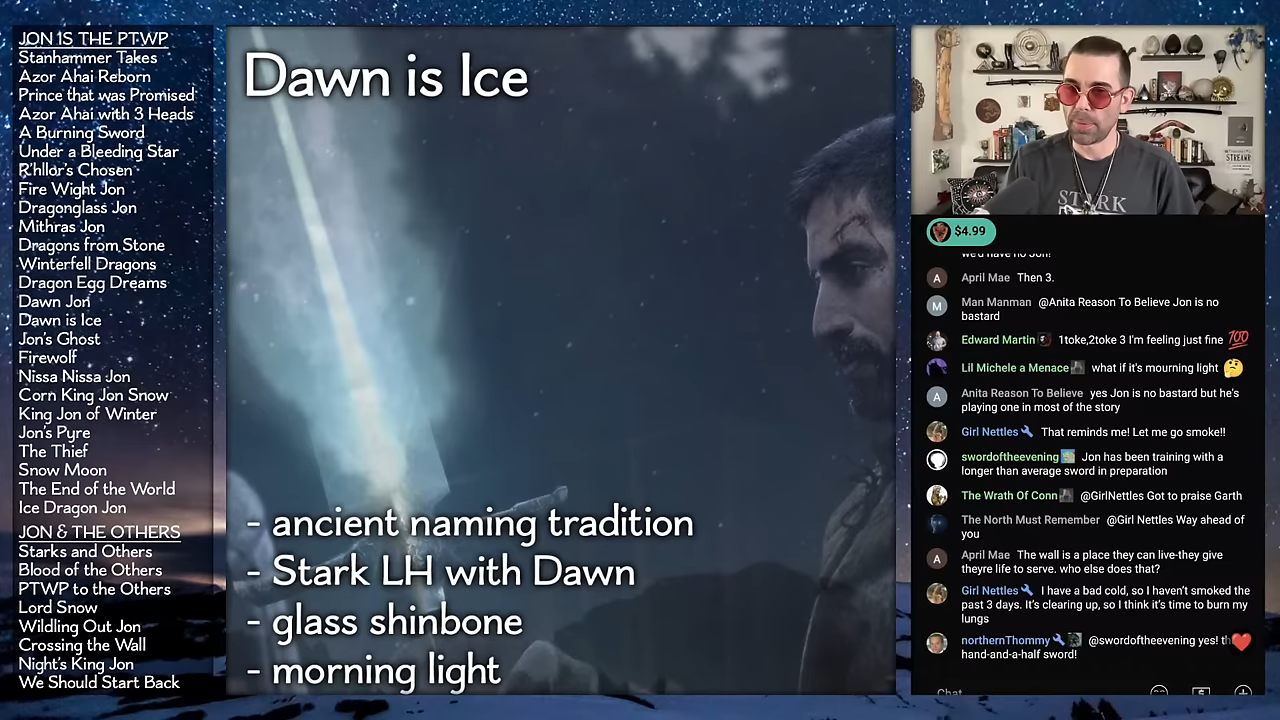 JON IS THE PTWP
Stanhammer Takes
Azor Ahai Reborn
Prince that was Promised
Azor Ahai with 3 Heads
A Burning Sword
Under a Bleeding Star
R'hllor's Chosen
Fire Wight Jon
Dragonglass Jon
Mithras Jon
Dragons from Stone
Winterfell Dragons
Dragon Egg Dreams
Dawn Jon
Dawn is Ice
Jon's Ghost
Firewolf
Nissa Nissa Jon
Corn King Jon Snow
King Jon of Winter
Jon's Pyre
The Thief
Snow Moon
The End of the World
Ice Dragon Jon
JON & THE OTHERS
Starks and Others
Blood of the Others
PTWP to the Others
Lord Snow
Wildling Out Jon
Crossing the Wall
Night's King Jon
We Should Start Back
Dawn is Ice
- ancient naming tradition
- Stark LH with Dawn
- glass shinbone
- morning light
STARK
$4.99
we'd have no Jon!
A April Mae Then 3.
M Man Manman @Anita Reason To Believe Jon is no
bastard
Edward Martin 1toke,2toke 3 I'm feeling just fine 💯
Lil Michele a Menace what if it's mourning light 🤔
A Anita Reason To Believe yes Jon is no bastard but he's
playing one in most of the story
Girl Nettles That reminds me! Let me go smoke!!
swordoftheevening Jon has been training with a
longer than average sword in preparation
The Wrath Of Conn @GirlNettles Got to praise Garth
The North Must Remember @Girl Nettles Way ahead of
you
A April Mae The wall is a place they can live-they give
theyre life to serve. who else does that?
Girl Nettles I have a bad cold, so I haven't smoked the
past 3 days. It's clearing up, so I think it's time to burn my
lungs
northernThommy @swordoftheevening yes!
hand-and-a-half sword!
Chat